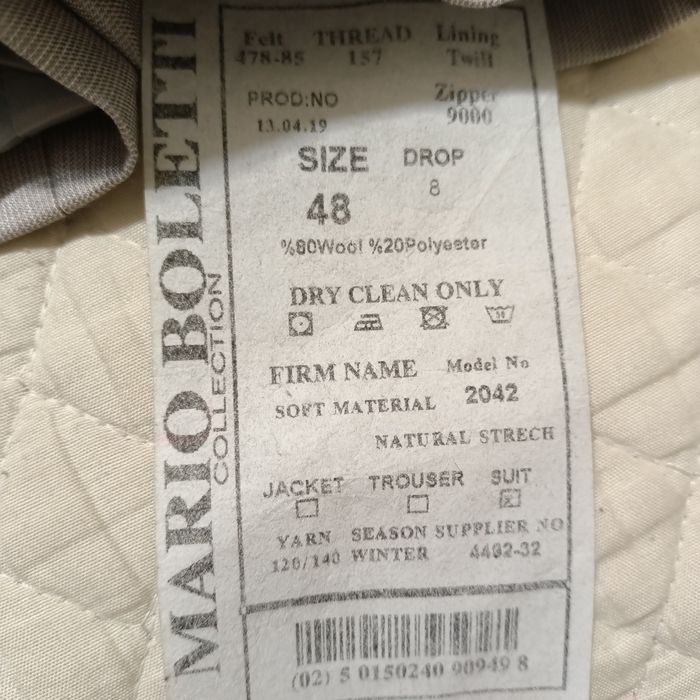 MARIO BOLETTI
COLLECTION
Felt THREAD Lining
478-85 157 Twill
PROD:NO Zipper
13.04.19 9000
SIZE DROP
48 8
%80Wool %20Polyester
DRY CLEAN ONLY
30
FIRM NAME Model No
SOFT MATERIAL 2042
NATURAL STRECH
JACKET TROUSER SUIT
x
YARN SEASON SUPPLIER NO
120/140 WINTER 4492-32
(02) 5 0150240 90949 8